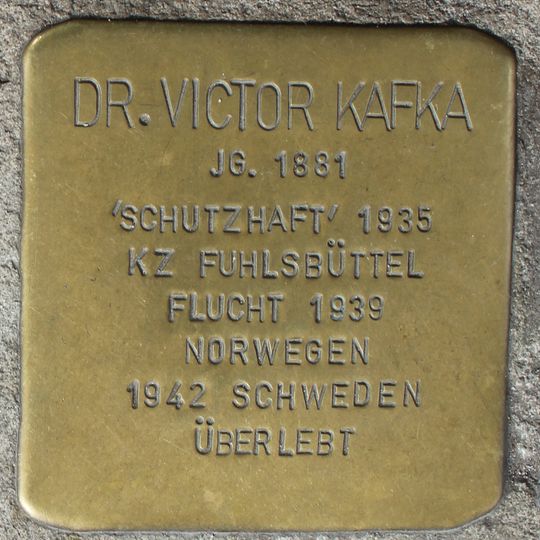 DR. VICTOR KAFKA
JG. 1881
'SCHUTZHAFT' 1935
KZ FUHLSBÜTTEL
FLUCHT 1939
NORWEGEN
1942 SCHWEDEN
ÜBERLEBT